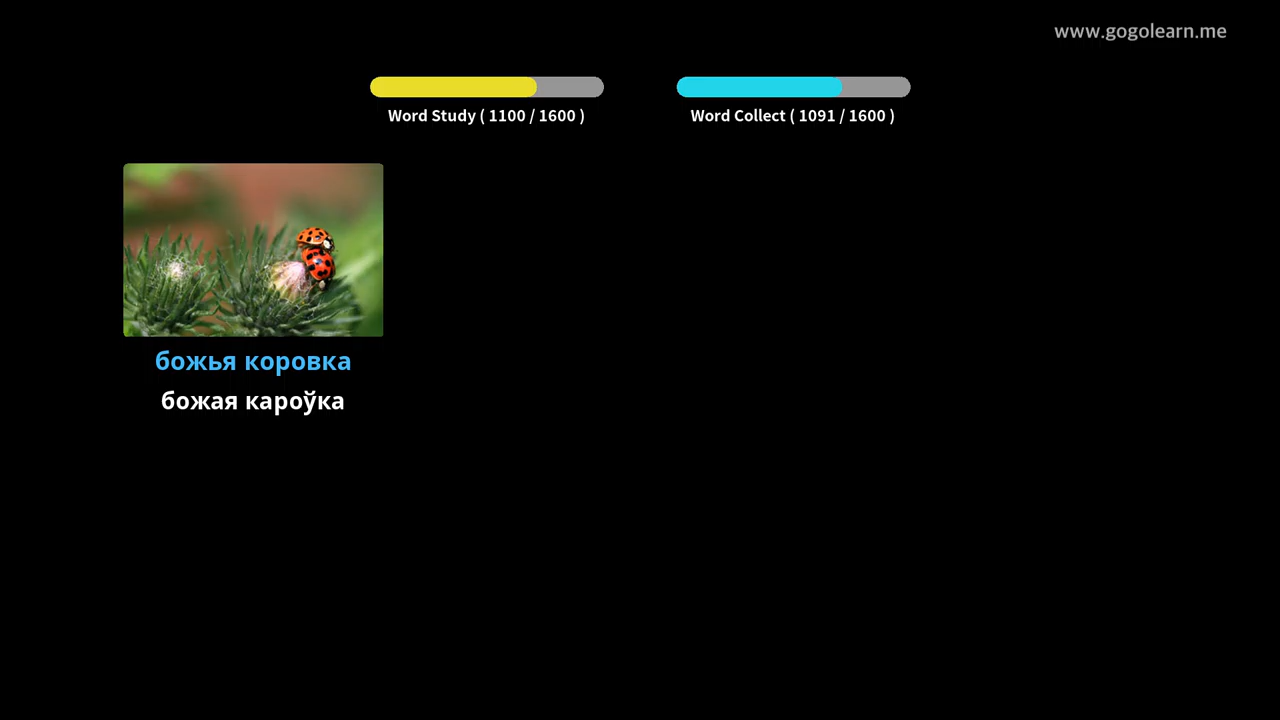 www.gogolearn.me
Word Study ( 1100 / 1600 )
Word Collect ( 1091 / 1600 )
божья коровка
божая кароўка